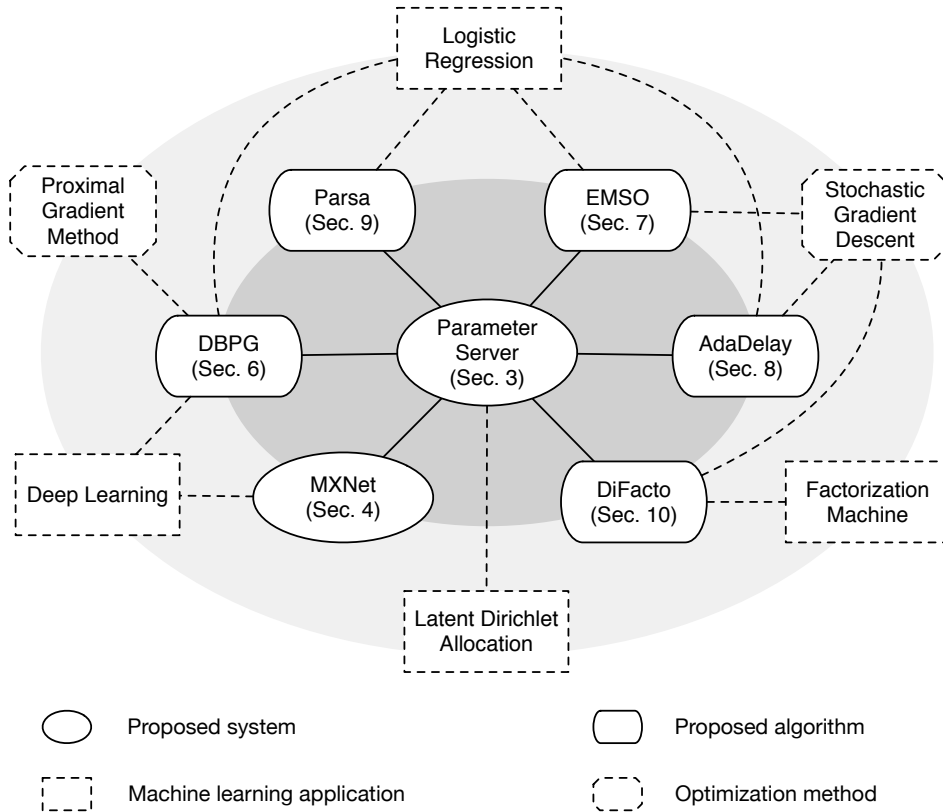 Logistic
Regression
Proximal
Gradient
Method
Parsa
(Sec. 9)
EMSO
(Sec. 7)
Stochastic
Gradient
Descent
DBPG
(Sec. 6)
Parameter
Server
(Sec. 3)
AdaDelay
(Sec. 8)
Deep Learning
MXNet
(Sec. 4)
DiFacto
(Sec. 10)
Factorization
Machine
Latent Dirichlet
Allocation
Proposed system
Proposed algorithm
Machine learning application
Optimization method